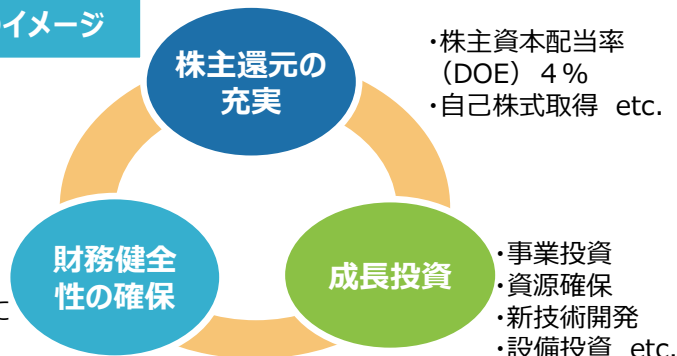 イメージ
株主還元の
充実
・株主資本配当率
（DOE）４％
・自己株式取得 etc.
財務健全
性の確保
に
成長投資
・事業投資
・資源確保
・新技術開発
・設備投資 etc.